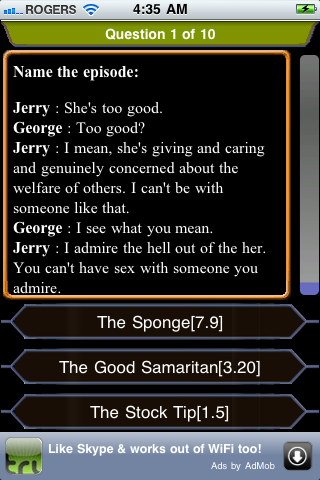 ROGERS 4:35 AM
Question 1 of 10
Name the episode:
Jerry : She's too good.
George : Too good?
Jerry : I mean, she's giving and caring
and genuinely concerned about the
welfare of others. I can't be with
someone like that.
George : I see what you mean.
Jerry : I admire the hell out of the her.
You can't have sex with someone you
admire.
The Sponge[7.9]
The Good Samaritan[3.20]
The Stock Tip[1.5]
Like Skype & works out of WiFi too!
Ads by AdMob